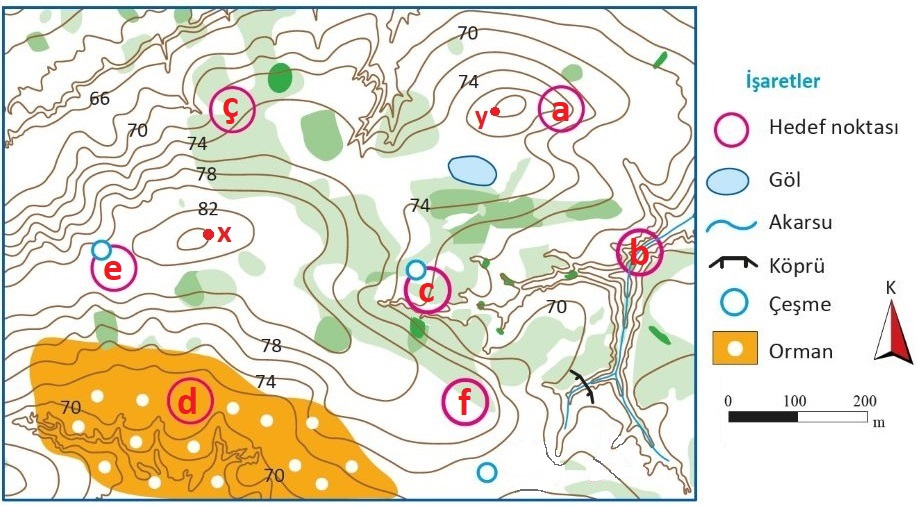 70
74
66
70
74
78
82
74
70
78
74
70
70
ç
y
a
x
e
c
b
d
f
İşaretler
Hedef noktası
Göl
Akarsu
Köprü
Çeşme
Orman
K
0 100 200
m